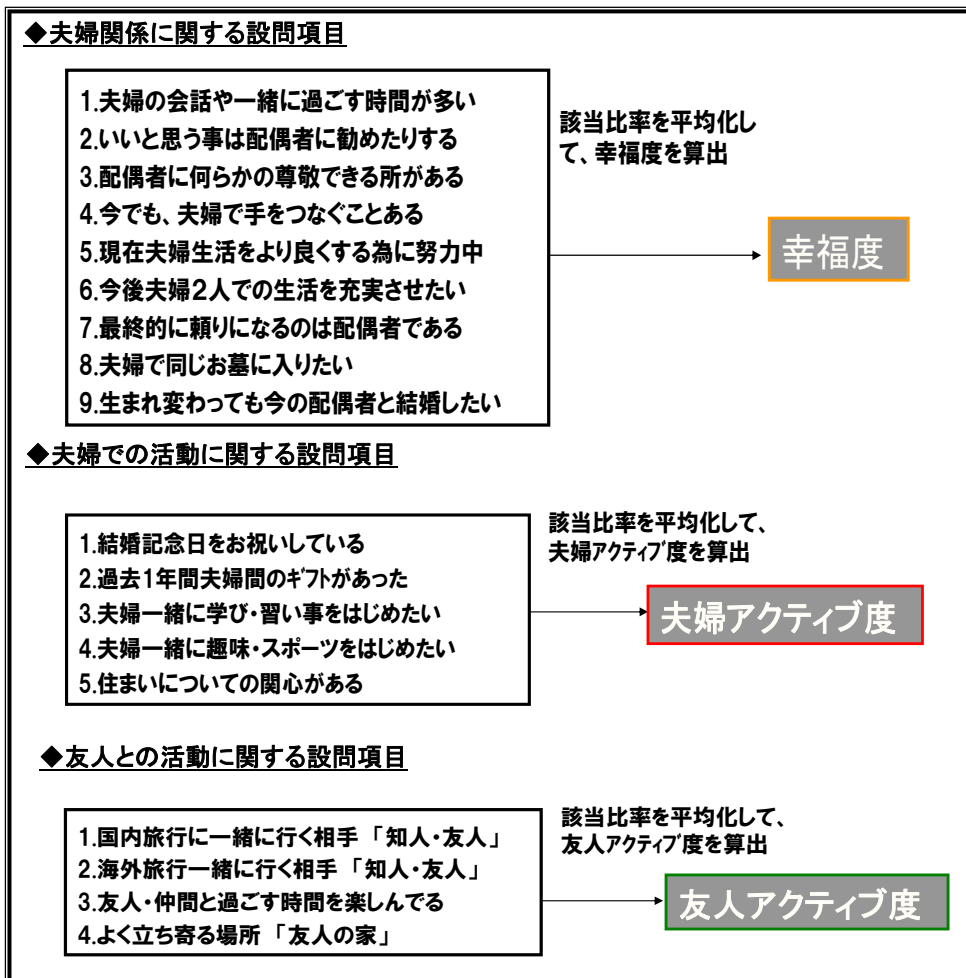 ◆夫婦関係に関する設問項目
1.夫婦の会話や一緒に過ごす時間が多い
2.いいと思う事は配偶者に勧めたりする
3.配偶者に何らかの尊敬できる所がある
4.今でも、夫婦で手をつなぐことある
5.現在夫婦生活をより良くする為に努力中
6.今後夫婦２人での生活を充実させたい
7.最終的に頼りになるのは配偶者である
8.夫婦で同じお墓に入りたい
9.生まれ変わっても今の配偶者と結婚したい
該当比率を平均化し
て、幸福度を算出
幸福度
◆夫婦での活動に関する設問項目
1.結婚記念日をお祝いしている
2.過去1年間夫婦間のｷﾞﾌﾄがあった
3.夫婦一緒に学び・習い事をはじめたい
4.夫婦一緒に趣味・スポーツをはじめたい
5.住まいについての関心がある
該当比率を平均化して、
夫婦ｱｸﾃｨﾌﾞ度を算出
夫婦アクティブ度
◆友人との活動に関する設問項目
1.国内旅行に一緒に行く相手 「知人・友人」
2.海外旅行一緒に行く相手 「知人・友人」
3.友人・仲間と過ごす時間を楽しんでる
4.よく立ち寄る場所 「友人の家」
該当比率を平均化して、
友人ｱｸﾃｨﾌﾞ度を算出
友人アクティブ度